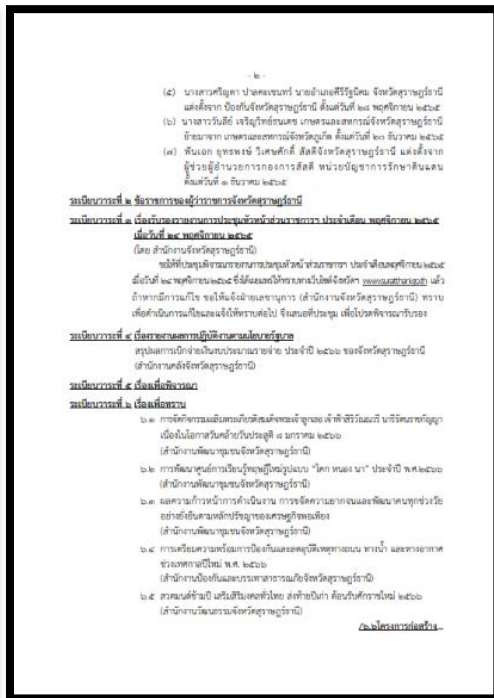 - ๒ -
(๕) นางสาวศริญดา ปาลคะเชนทร์ นายอำเภอคีรีรัฐนิคม จังหวัดสุราษฎร์ธานี
แต่งตั้งจาก ป้องกันจังหวัดสุราษฎร์ธานี ตั้งแต่วันที่ ๒๘ พฤศจิกายน ๒๕๖๕
(๖) นางสาววันลีย์ เจริญวิทย์ธนเดช เกษตรและสหกรณ์จังหวัดสุราษฎร์ธานี
ย้ายมาจาก เกษตรและสหกรณ์จังหวัดภูเก็ต ตั้งแต่วันที่ ๒๐ ธันวาคม ๒๕๖๕
(๗) พันเอก ยุทธพงษ์ วิเศษศักดิ์ สัสดีจังหวัดสุราษฎร์ธานี แต่งตั้งจาก
ผู้ช่วยผู้อำนวยการกองการสัสดี หน่วยบัญชาการรักษาดินแดน
ตั้งแต่วันที่ ๑ ธันวาคม ๒๕๖๕
ระเบียบวาระที่ ๒ ข้อราชการของผู้ว่าราชการจังหวัดสุราษฎร์ธานี
ระเบียบวาระที่ ๓ เรื่องรับรองรายงานการประชุมหัวหน้าส่วนราชการฯ ประจำเดือน พฤศจิกายน ๒๕๖๕
เมื่อวันที่ ๒๔ พฤศจิกายน ๒๕๖๕
(โดย สำนักงานจังหวัดสุราษฎร์ธานี)
ขอให้ที่ประชุมพิจารณารายงานการประชุมหัวหน้าส่วนราชการฯ ประจำเดือนพฤศจิกายน ๒๕๖๕
เมื่อวันที่ ๒๔ พฤศจิกายน ๒๕๖๕ ซึ่งได้เผยแพร่ให้ทราบทางเว็บไซต์จังหวัดฯ www.suratthani.go.th แล้ว
ถ้าหากมีการแก้ไข ขอให้แจ้งฝ่ายเลขานุการ (สำนักงานจังหวัดสุราษฎร์ธานี) ทราบ
เพื่อดำเนินการแก้ไขและแจ้งให้ทราบต่อไป จึงเสนอที่ประชุม เพื่อโปรดพิจารณารับรอง
ระเบียบวาระที่ ๔ เรื่องรายงานผลการปฏิบัติงานตามนโยบายรัฐบาล
สรุปผลการเบิกจ่ายเงินงบประมาณรายจ่าย ประจำปี ๒๕๖๖ ของจังหวัดสุราษฎร์ธานี
(สำนักงานคลังจังหวัดสุราษฎร์ธานี)
ระเบียบวาระที่ ๕ เรื่องเพื่อพิจารณา
ระเบียบวาระที่ ๖ เรื่องเพื่อทราบ
๖.๑ การจัดกิจกรรมเฉลิมพระเกียรติสมเด็จพระเจ้าลูกเธอ เจ้าฟ้าสิริวัณณวรี นารีรัตนราชกัญญา
เนื่องในโอกาสวันคล้ายวันประสูติ ๘ มกราคม ๒๕๖๖
(สำนักงานพัฒนาชุมชนจังหวัดสุราษฎร์ธานี)
๖.๒ การพัฒนาศูนย์การเรียนรู้ทฤษฎีใหม่รูปแบบ "โคก หนอง นา" ประจำปี พ.ศ.๒๕๖๖
(สำนักงานพัฒนาชุมชนจังหวัดสุราษฎร์ธานี)
๖.๓ ผลความก้าวหน้าการดำเนินงาน การขจัดความยากจนและพัฒนาคนทุกช่วงวัย
อย่างยั่งยืนตามหลักปรัชญาของเศรษฐกิจพอเพียง
(สำนักงานพัฒนาชุมชนจังหวัดสุราษฎร์ธานี)
๖.๔ การเตรียมความพร้อมการป้องกันและลดอุบัติเหตุทางถนน ทางน้ำ และทางอากาศ
ช่วงเทศกาลปีใหม่ พ.ศ. ๒๕๖๖
(สำนักงานป้องกันและบรรเทาสาธารณภัยจังหวัดสุราษฎร์ธานี)
๖.๕ สวดมนต์ข้ามปี เสริมสิริมงคลทั่วไทย ส่งท้ายปีเก่า ต้อนรับศักราชใหม่ ๒๕๖๖
(สำนักงานวัฒนธรรมจังหวัดสุราษฎร์ธานี)
/๖.๖โครงการก่อสร้าง...